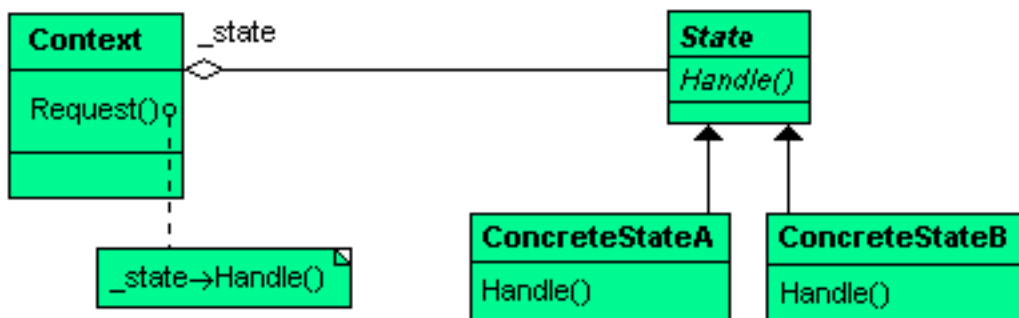 Context
_state
State
Handle()
Request()
_state→Handle()
ConcreteStateA
Handle()
ConcreteStateB
Handle()